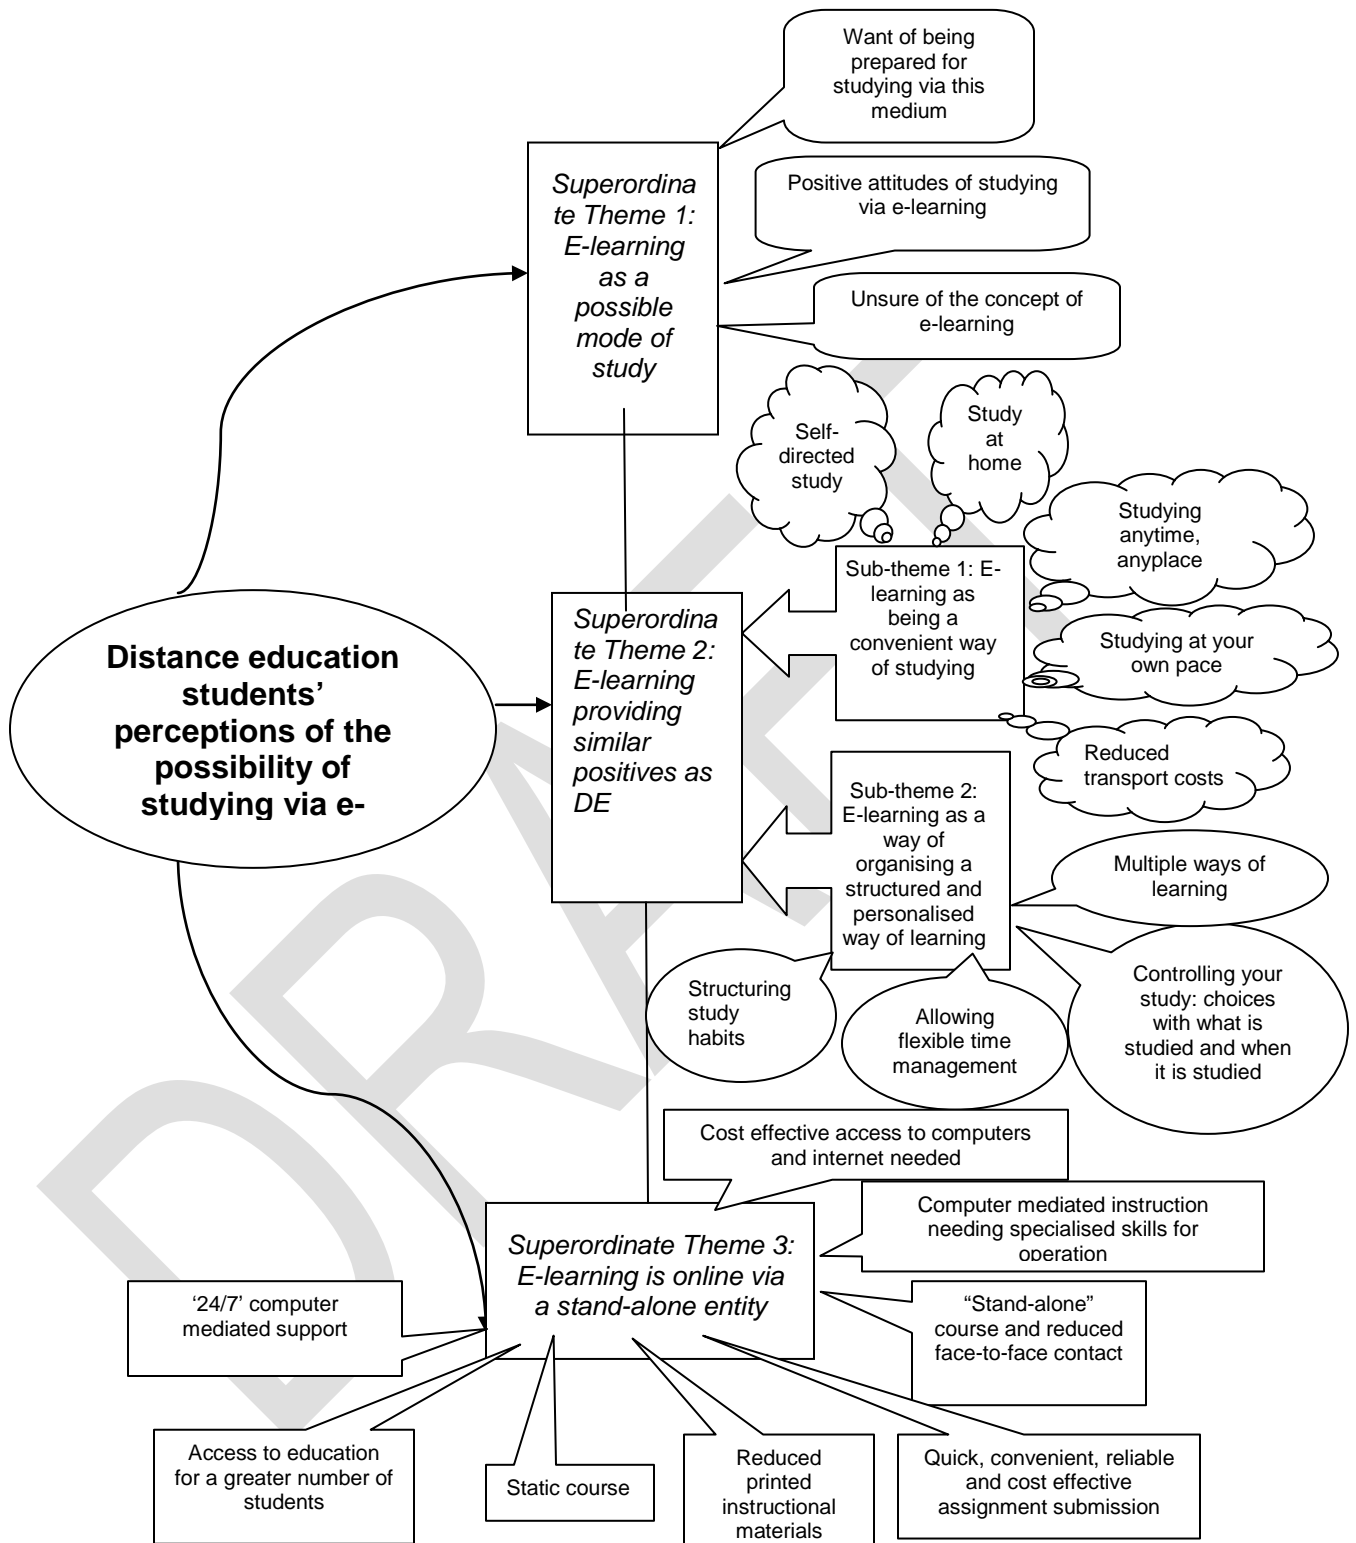 Want of being
prepared for
studying via this
medium
Superordina
te Theme 1:
E-learning
as a
possible
mode of
study
Positive attitudes of studying
via e-learning
Unsure of the concept of
e-learning
Self-
directed
study
Study
at
home
Studying
anytime,
anyplace
Sub-theme 1: E-
learning as
being a
convenient way
of studying
Studying at your
own pace
Reduced
transport costs
Distance education
students’
perceptions of the
possibility of
studying via e-
Superordina
te Theme 2:
E-learning
providing
similar
positives as
DE
Sub-theme 2:
E-learning as a
way of
organising a
structured and
personalised
way of learning
Multiple ways of
learning
Structuring
study
habits
Allowing
flexible time
management
Controlling your
study: choices
with what is
studied and when
it is studied
Cost effective access to computers
and internet needed
Computer mediated instruction
needing specialised skills for
operation
Superordinate Theme 3:
E-learning is online via
a stand-alone entity
‘24/7’ computer
mediated support
“Stand-alone”
course and reduced
face-to-face contact
Access to education
for a greater number of
students
Static course
Reduced
printed
instructional
materials
Quick, convenient, reliable
and cost effective
assignment submission
DRAFT